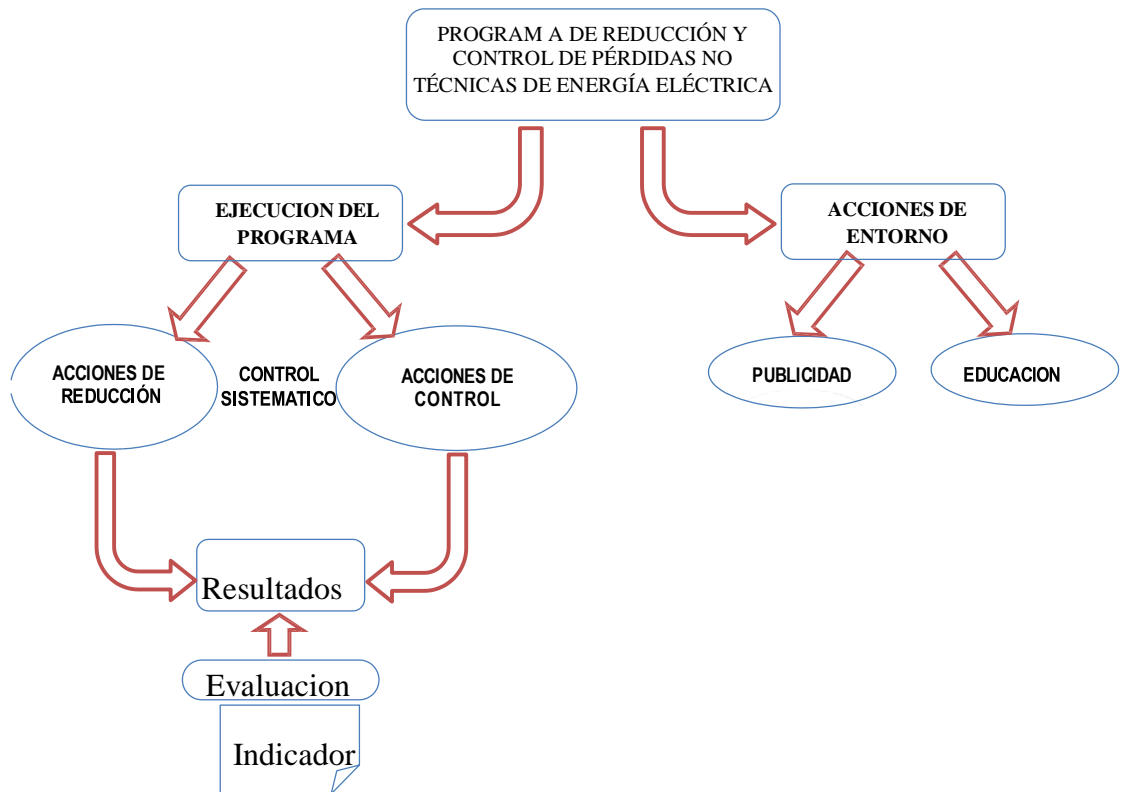 PROGRAM A DE REDUCCIÓN Y
CONTROL DE PÉRDIDAS NO
TÉCNICAS DE ENERGÍA ELÉCTRICA
EJECUCION DEL
PROGRAMA
ACCIONES DE
ENTORNO
ACCIONES DE
REDUCCIÓN
CONTROL
SISTEMATICO
ACCIONES DE
CONTROL
PUBLICIDAD
EDUCACION
Resultados
Evaluacion
Indicador